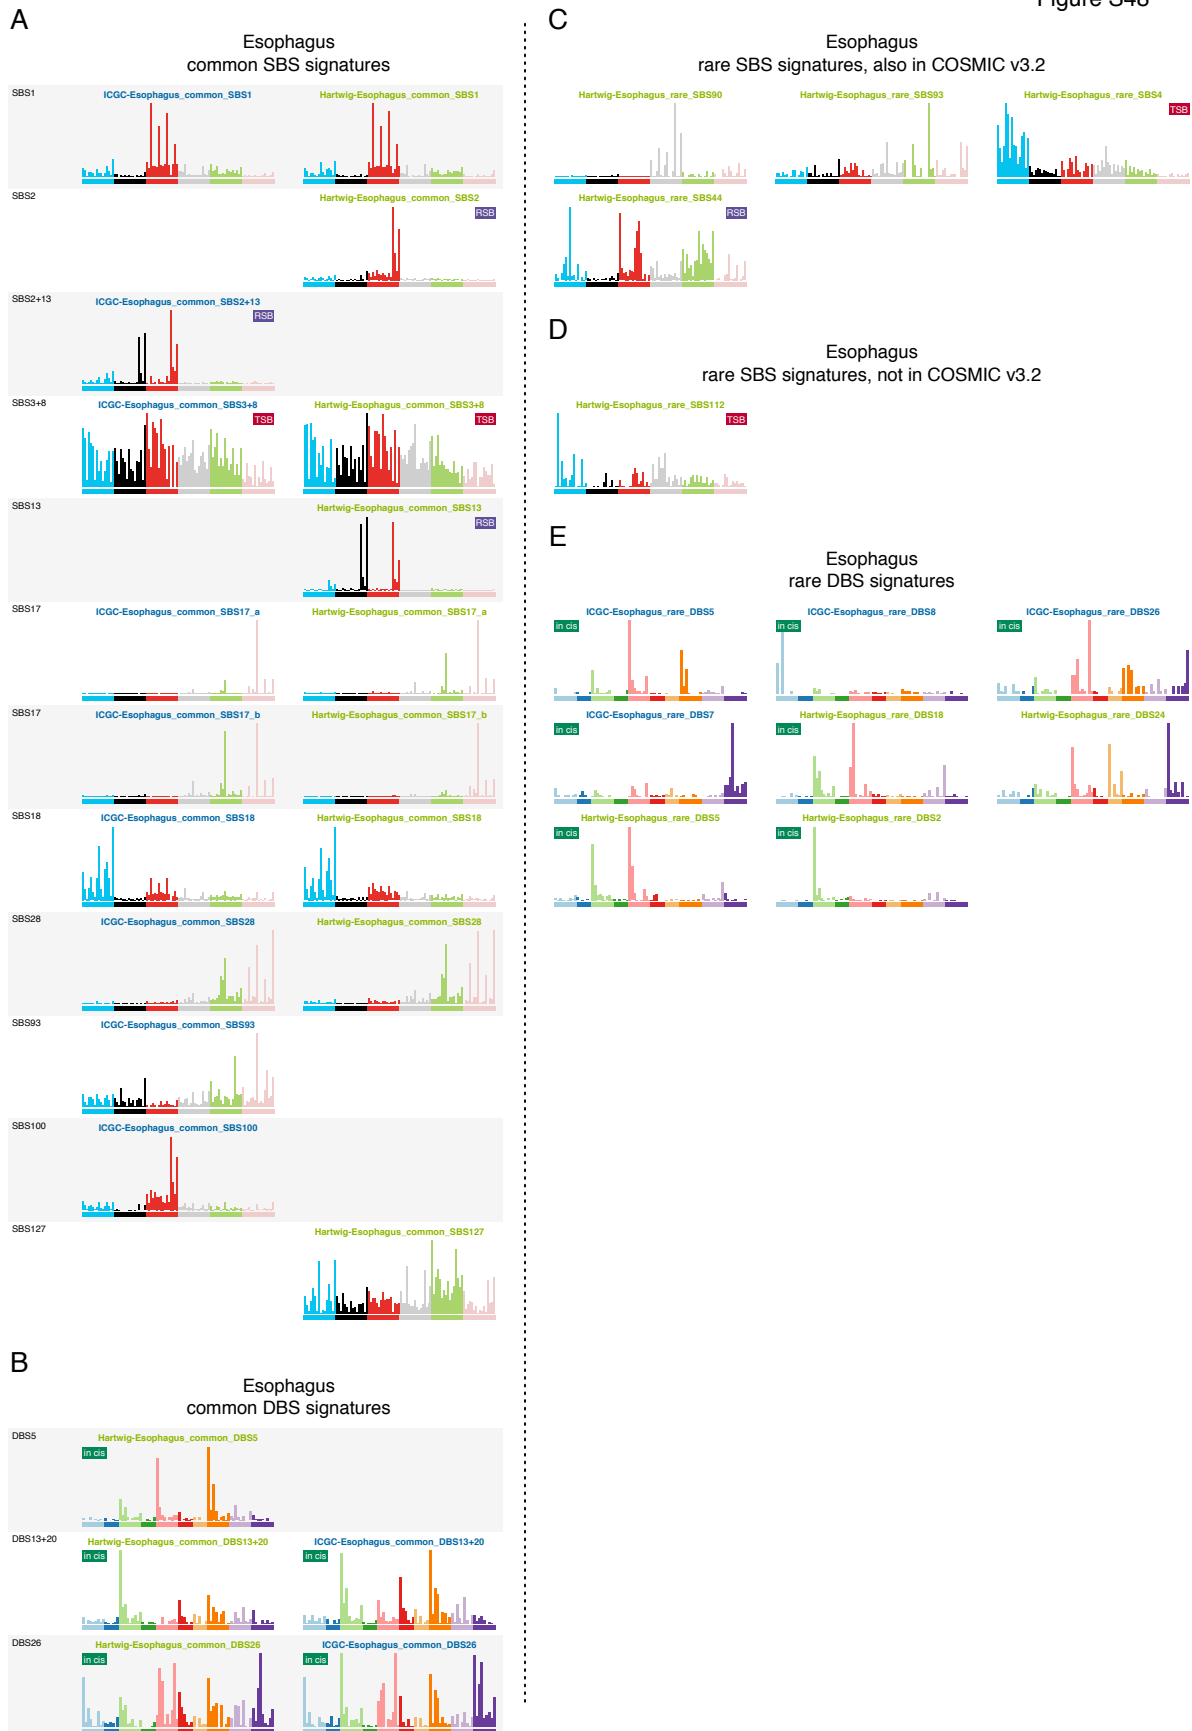 Figure S48
A
Esophagus
common SBS signatures
SBS1
ICGC-Esophagus_common_SBS1
Hartwig-Esophagus_common_SBS1
SBS2
Hartwig-Esophagus_common_SBS2
RSB
SBS2+13
ICGC-Esophagus_common_SBS2+13
RSB
SBS3+8
ICGC-Esophagus_common_SBS3+8
TSB
Hartwig-Esophagus_common_SBS3+8
TSB
SBS13
Hartwig-Esophagus_common_SBS13
RSB
SBS17
ICGC-Esophagus_common_SBS17_a
Hartwig-Esophagus_common_SBS17_a
SBS17
ICGC-Esophagus_common_SBS17_b
Hartwig-Esophagus_common_SBS17_b
SBS18
ICGC-Esophagus_common_SBS18
Hartwig-Esophagus_common_SBS18
SBS28
ICGC-Esophagus_common_SBS28
Hartwig-Esophagus_common_SBS28
SBS93
ICGC-Esophagus_common_SBS93
SBS100
ICGC-Esophagus_common_SBS100
SBS127
Hartwig-Esophagus_common_SBS127
B
Esophagus
common DBS signatures
DBS5
Hartwig-Esophagus_common_DBS5
in cis
DBS13+20
Hartwig-Esophagus_common_DBS13+20
in cis
ICGC-Esophagus_common_DBS13+20
in cis
DBS26
Hartwig-Esophagus_common_DBS26
in cis
ICGC-Esophagus_common_DBS26
in cis
C
Esophagus
rare SBS signatures, also in COSMIC v3.2
Hartwig-Esophagus_rare_SBS90
Hartwig-Esophagus_rare_SBS93
Hartwig-Esophagus_rare_SBS4
TSB
Hartwig-Esophagus_rare_SBS44
RSB
D
Esophagus
rare SBS signatures, not in COSMIC v3.2
Hartwig-Esophagus_rare_SBS112
TSB
E
Esophagus
rare DBS signatures
ICGC-Esophagus_rare_DBS5
in cis
ICGC-Esophagus_rare_DBS8
in cis
ICGC-Esophagus_rare_DBS26
in cis
ICGC-Esophagus_rare_DBS7
in cis
Hartwig-Esophagus_rare_DBS18
in cis
Hartwig-Esophagus_rare_DBS24
Hartwig-Esophagus_rare_DBS5
in cis
Hartwig-Esophagus_rare_DBS2
in cis